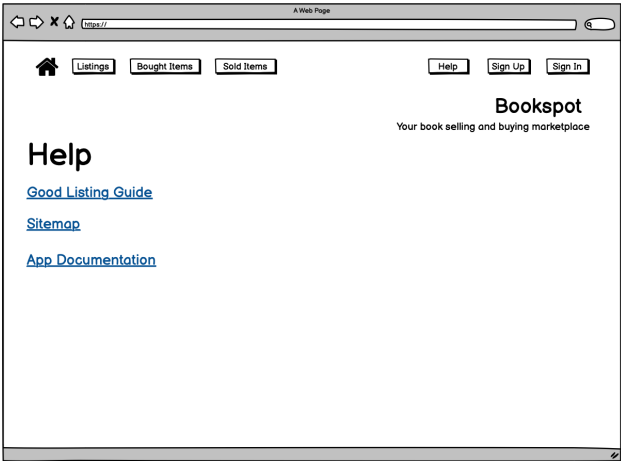 A Web Page
https://
Listings Bought Items Sold Items Help Sign Up Sign In
Bookspot
Your book selling and buying marketplace
Help
Good Listing Guide
Sitemap
App Documentation